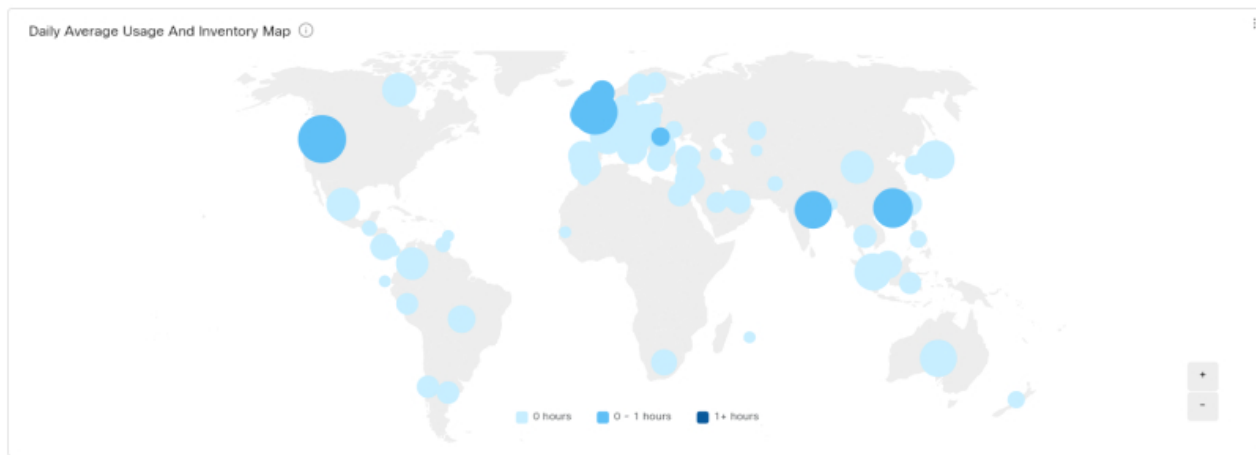 Daily Average Usage And Inventory Map
0 hours
0 - 1 hours
1+ hours
+
-